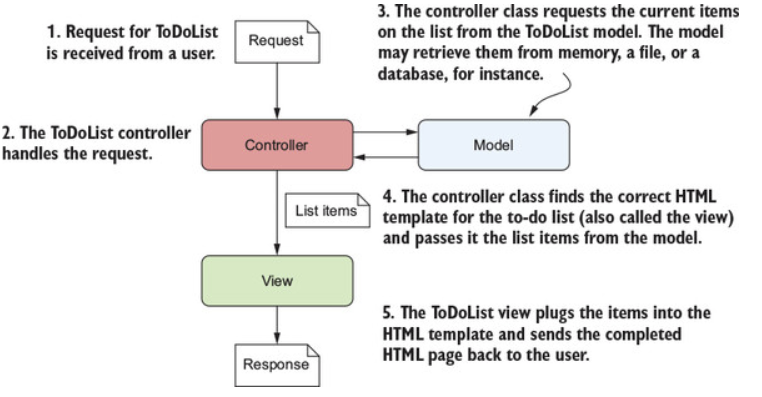 1. Request for ToDoList
is received from a user.
Request
3. The controller class requests the current items
on the list from the ToDoList model. The model
may retrieve them from memory, a file, or a
database, for instance.
2. The ToDoList controller
handles the request.
Controller
Model
List items
4. The controller class finds the correct HTML
template for the to-do list (also called the view)
and passes it the list items from the model.
View
5. The ToDoList view plugs the items into the
HTML template and sends the completed
HTML page back to the user.
Response